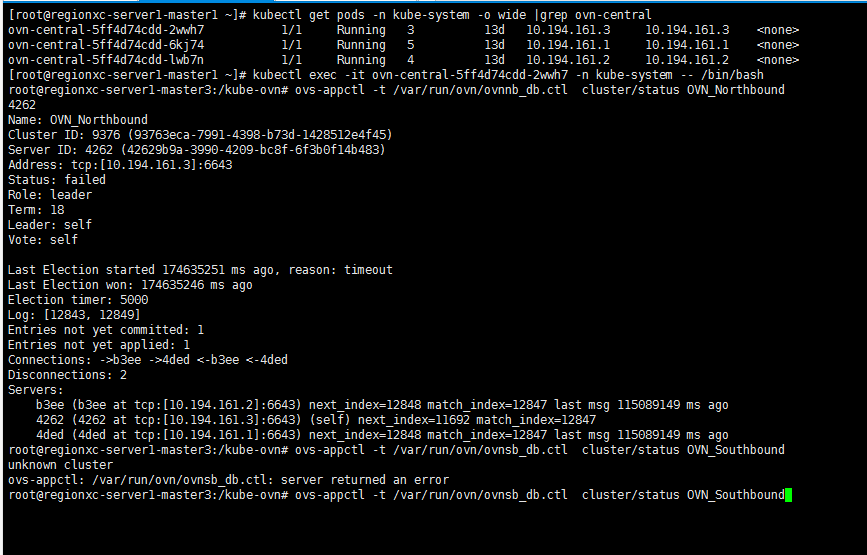 [root@regionxc-server1-master1 ~]# kubectl get pods -n kube-system -o wide |grep ovn-central
ovn-central-5ff4d74cdd-2wwh7 1/1 Running 3 13d 10.194.161.3 10.194.161.3 <none>
ovn-central-5ff4d74cdd-6kj74 1/1 Running 5 13d 10.194.161.1 10.194.161.1 <none>
ovn-central-5ff4d74cdd-lwb7n 1/1 Running 4 13d 10.194.161.2 10.194.161.2 <none>
[root@regionxc-server1-master1 ~]# kubectl exec -it ovn-central-5ff4d74cdd-2wwh7 -n kube-system -- /bin/bash
root@regionxc-server1-master3:/kube-ovn# ovs-appctl -t /var/run/ovn/ovnnb_db.ctl  cluster/status OVN_Northbound
4262
Name: OVN_Northbound
Cluster ID: 9376 (93763eca-7991-4398-b73d-1428512e4f45)
Server ID: 4262 (42629b9a-3990-4209-bc8f-6f3b0f14b483)
Address: tcp:[10.194.161.3]:6643
Status: failed
Role: leader
Term: 18
Leader: self
Vote: self
Last Election started 174635251 ms ago, reason: timeout
Last Election won: 174635246 ms ago
Election timer: 5000
Log: [12843, 12849]
Entries not yet committed: 1
Entries not yet applied: 1
Connections: ->b3ee ->4ded <-b3ee <-4ded
Disconnections: 2
Servers:
    b3ee (b3ee at tcp:[10.194.161.2]:6643) next_index=12848 match_index=12847 last msg 115089149 ms ago
    4262 (4262 at tcp:[10.194.161.3]:6643) (self) next_index=11692 match_index=12847
    4ded (4ded at tcp:[10.194.161.1]:6643) next_index=12848 match_index=12847 last msg 115089149 ms ago
root@regionxc-server1-master3:/kube-ovn# ovs-appctl -t /var/run/ovn/ovnsb_db.ctl  cluster/status OVN_Southbound
unknown cluster
ovs-appctl: /var/run/ovn/ovnsb_db.ctl: server returned an error
root@regionxc-server1-master3:/kube-ovn# ovs-appctl -t /var/run/ovn/ovnsb_db.ctl  cluster/status OVN_Southbound